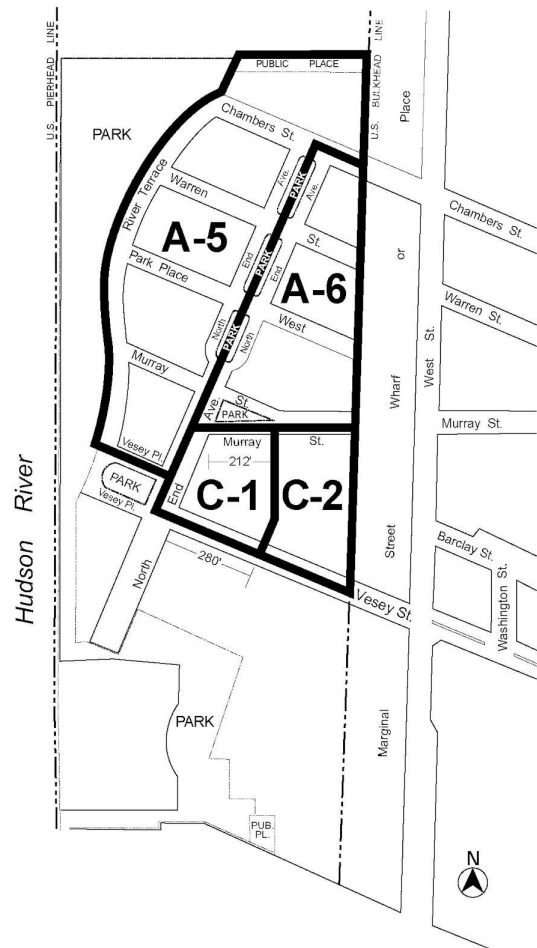 U.S. PIERHEAD LINE
U.S. BULKHEAD LINE
PUBLIC PLACE
Place
PARK
Chambers St.
River Terrace
Warren
Ave.
PARK
Ave.
Chambers St.
A-5
St.
or
Park Place
End
PARK
End
A-6
Warren St.
West
North
PARK
North
West St.
Wharf
Murray
Ave.
St.
PARK
Murray St.
Vesey Pl.
Murray St.
212'
PARK
Vesey Pl.
End
C-1
C-2
Hudson River
280'
North
Street
Barclay St.
Vesey St.
Washington St.
PARK
Marginal
PUB.
PL.
N